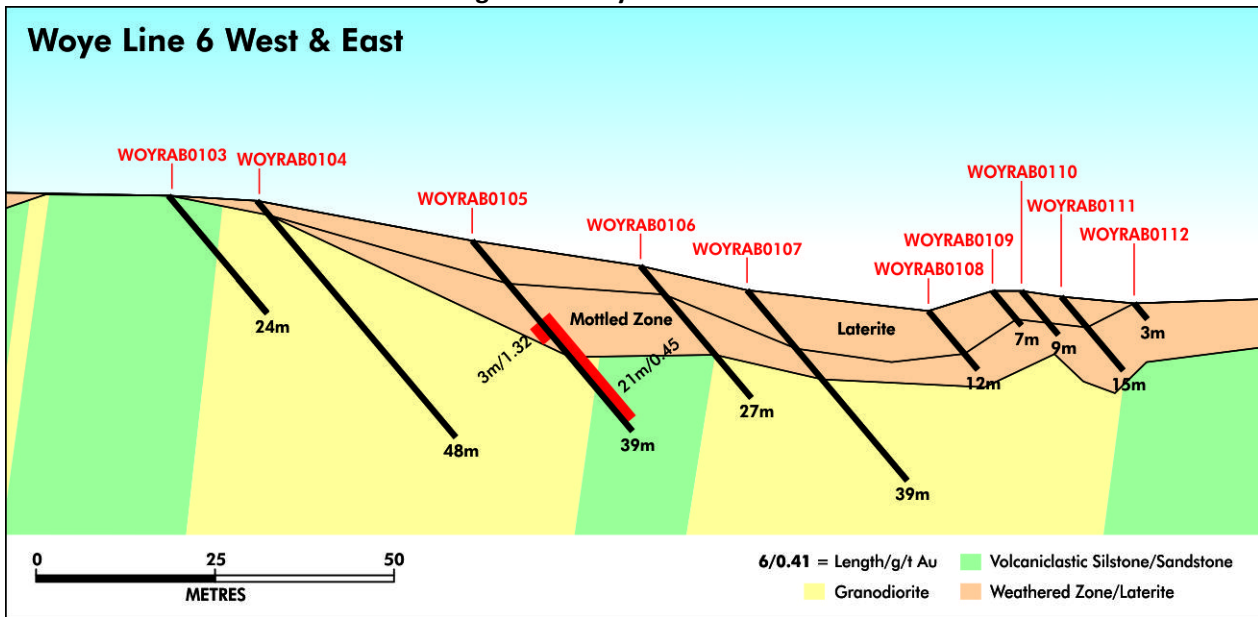 Woye Line 6 West & East
WOYRAB0103
WOYRAB0104
WOYRAB0105
WOYRAB0106
WOYRAB0107
WOYRAB0108
WOYRAB0109
WOYRAB0110
WOYRAB0111
WOYRAB0112
Mottled Zone
Laterite
3m/1.32
21m/0.45
24m
48m
39m
27m
39m
12m
7m
9m
15m
3m
0 25 50
METRES
6/0.41 = Length/g/t Au
Granodiorite
Volcaniclastic Silstone/Sandstone
Weathered Zone/Laterite